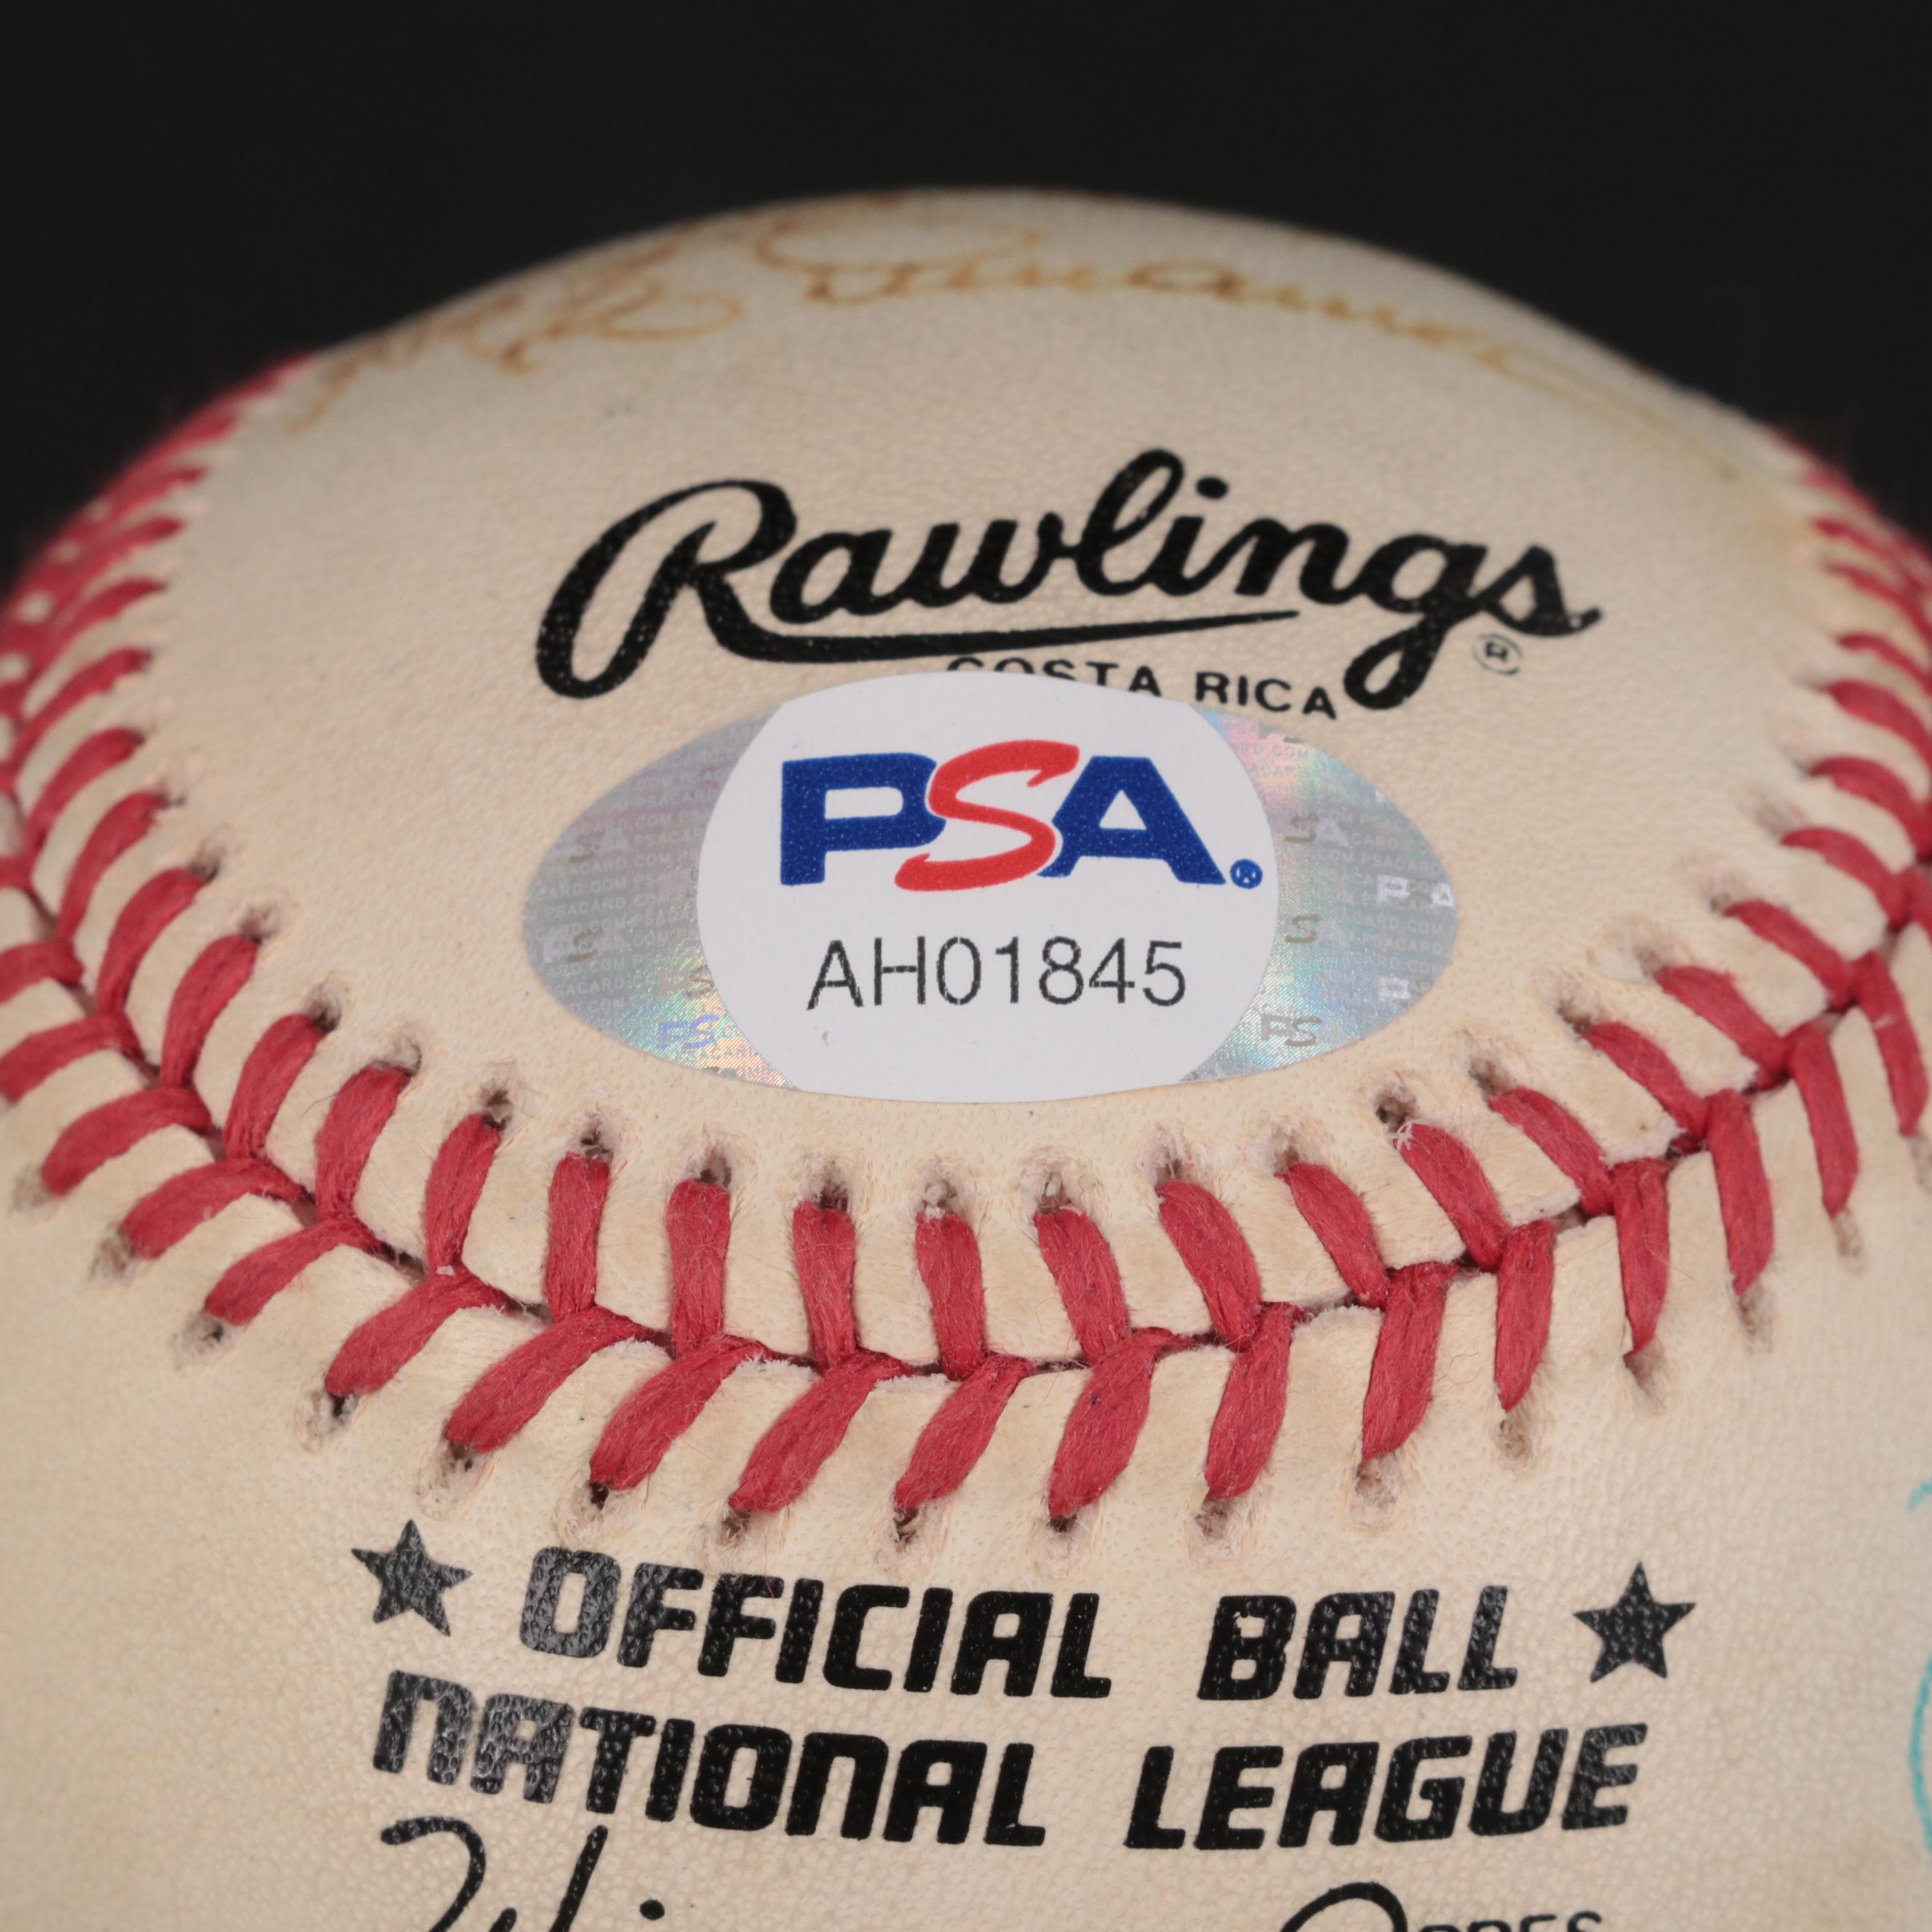 Rawlings®
COSTA RICA
PSA®
AH01845
OFFICIAL BALL
NATIONAL LEAGUE